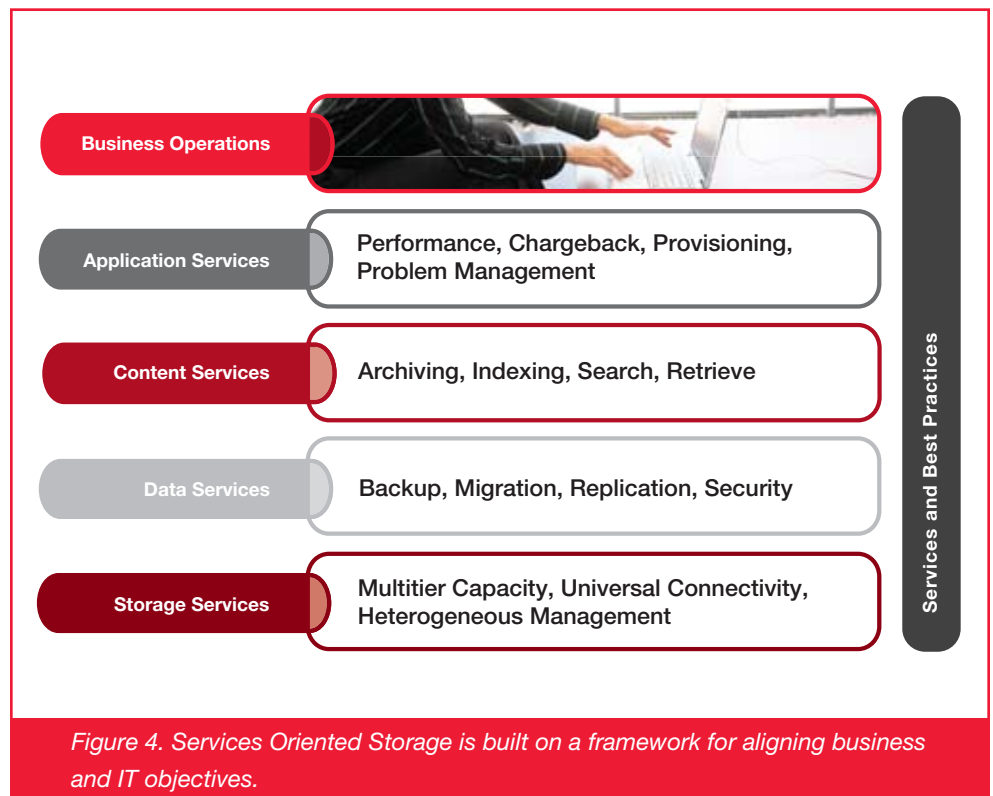 Business Operations
Application Services
Performance, Chargeback, Provisioning,
Problem Management
Content Services
Archiving, Indexing, Search, Retrieve
Data Services
Backup, Migration, Replication, Security
Storage Services
Multitier Capacity, Universal Connectivity,
Heterogeneous Management
Services and Best Practices
Figure 4. Services Oriented Storage is built on a framework for aligning business
and IT objectives.